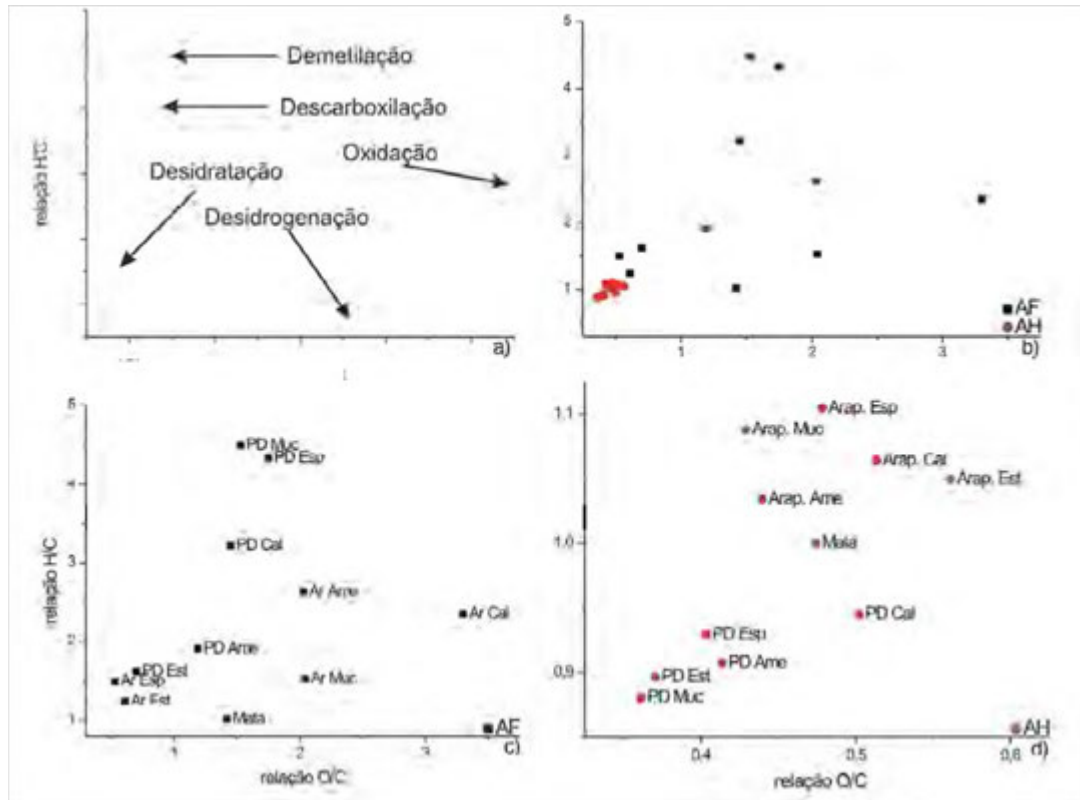 Demetilação
Descarboxilação
Oxidação
Desidratação
Desidrogenação
relação H/C
a)
5
4
2
1
1
2
3
AF
AH
b)
5
4
3
2
1
relação H/C
PD Muc
PD Esp
PD Cal
Ar Ame
Ar Cal
PD Ame
PD Est
Ar Esp
Ar Muc
Ar Est
Mata
AF
c)
1
2
3
relação O/C
1,1
1,0
0,9
Arap. Esp
Arap. Muc
Arap. Cal
Arap. Est
Arap. Ame
Mata
PD Cal
PD Esp
PD Ame
PD Est
PD Muc
AH
d)
0,4
0,5
0,6
relação O/C